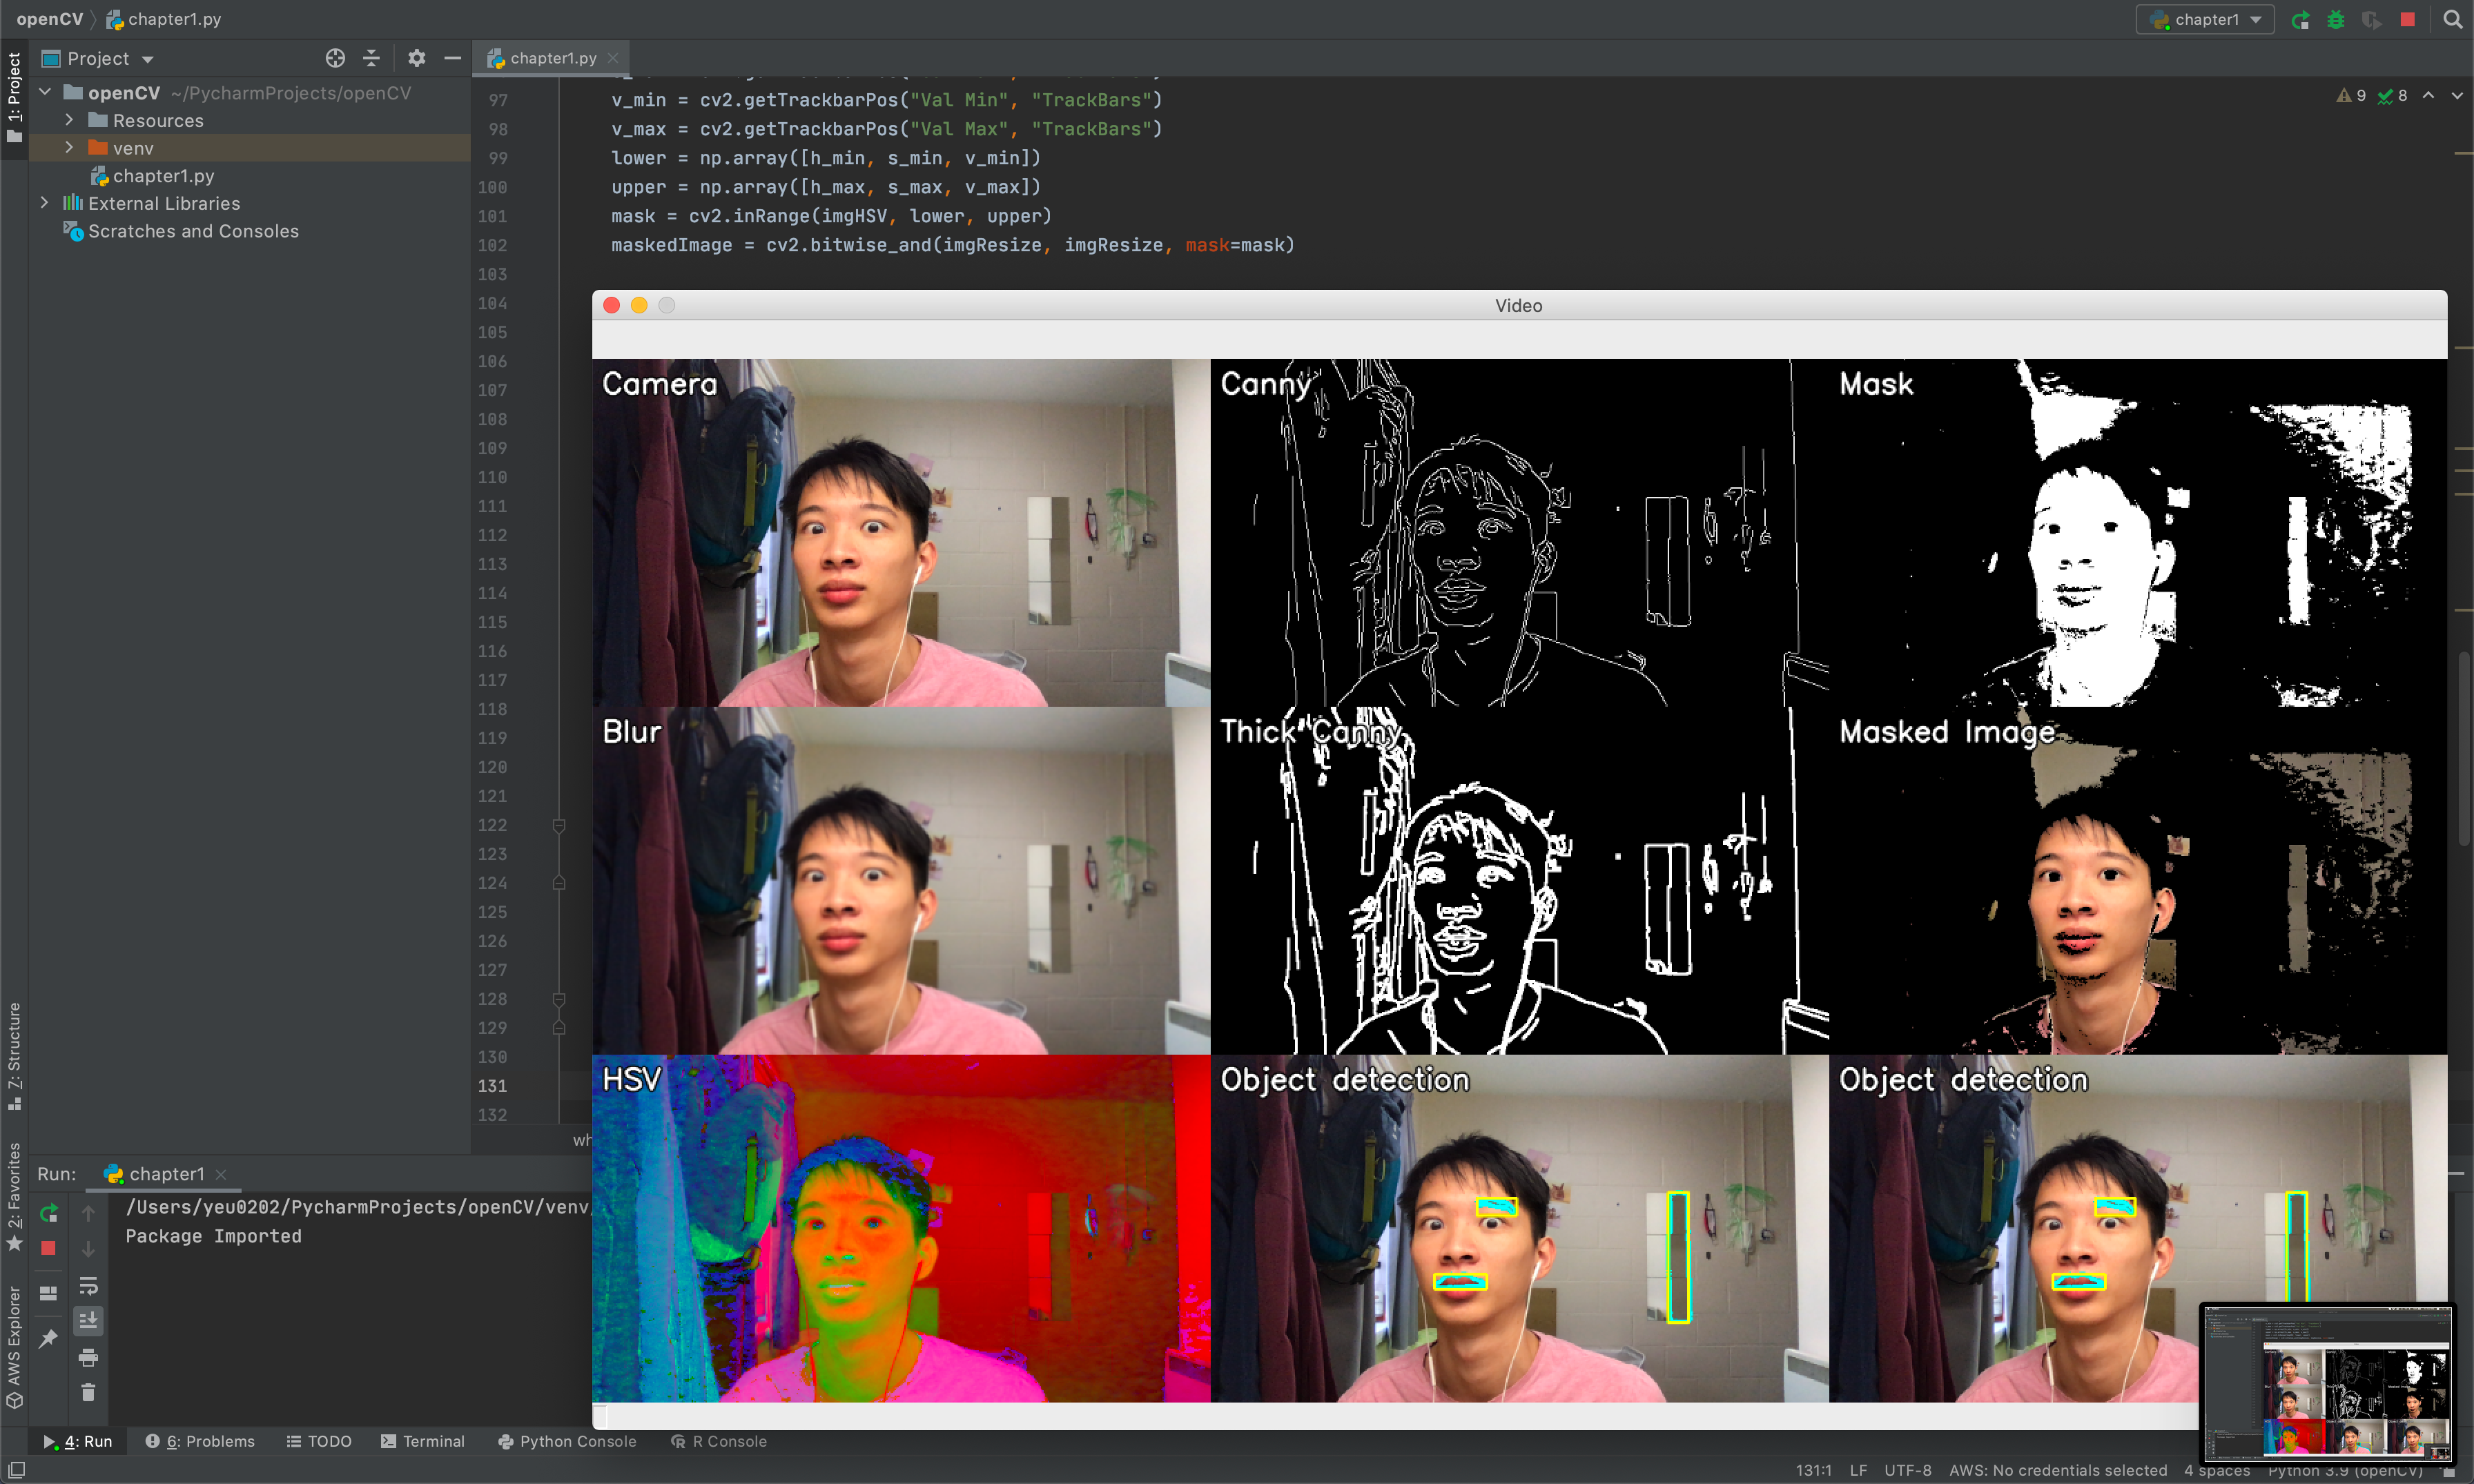 openCV chapter1.py
chapter1
1: Project
Project
chapter1.py
openCV ~/PycharmProjects/openCV
Resources
venv
chapter1.py
External Libraries
Scratches and Consoles
9 8
97 v_min = cv2.getTrackbarPos("Val Min", "TrackBars")
98 v_max = cv2.getTrackbarPos("Val Max", "TrackBars")
99 lower = np.array([h_min, s_min, v_min])
100 upper = np.array([h_max, s_max, v_max])
101 mask = cv2.inRange(imgHSV, lower, upper)
102 maskedImage = cv2.bitwise_and(imgResize, imgResize, mask=mask)
103
104
105
106
107
108
109
110
111
112
113
114
115
116
117
118
119
120
121
122
123
124
125
126
127
128
129
130
131
132
wh
Video
Camera
Canny
Mask
Blur
Thick Canny
Masked Image
HSV
Object detection
Object detection
7: Structure
2: Favorites
AWS Explorer
Run: chapter1
/Users/yeu0202/PycharmProjects/openCV/venv/
Package Imported
4: Run 6: Problems TODO Terminal Python Console R Console
131:1 LF UTF-8 AWS: No credentials selected 4 spaces Python 3.9 (openCV)